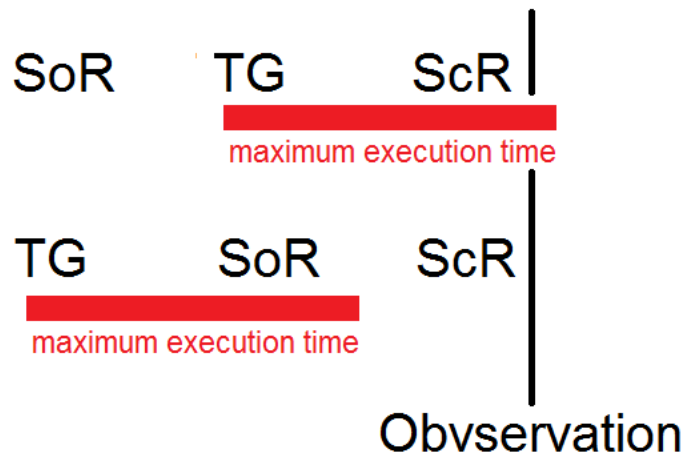 SoR TG ScR
maximum execution time
TG SoR ScR
maximum execution time
Obvservation